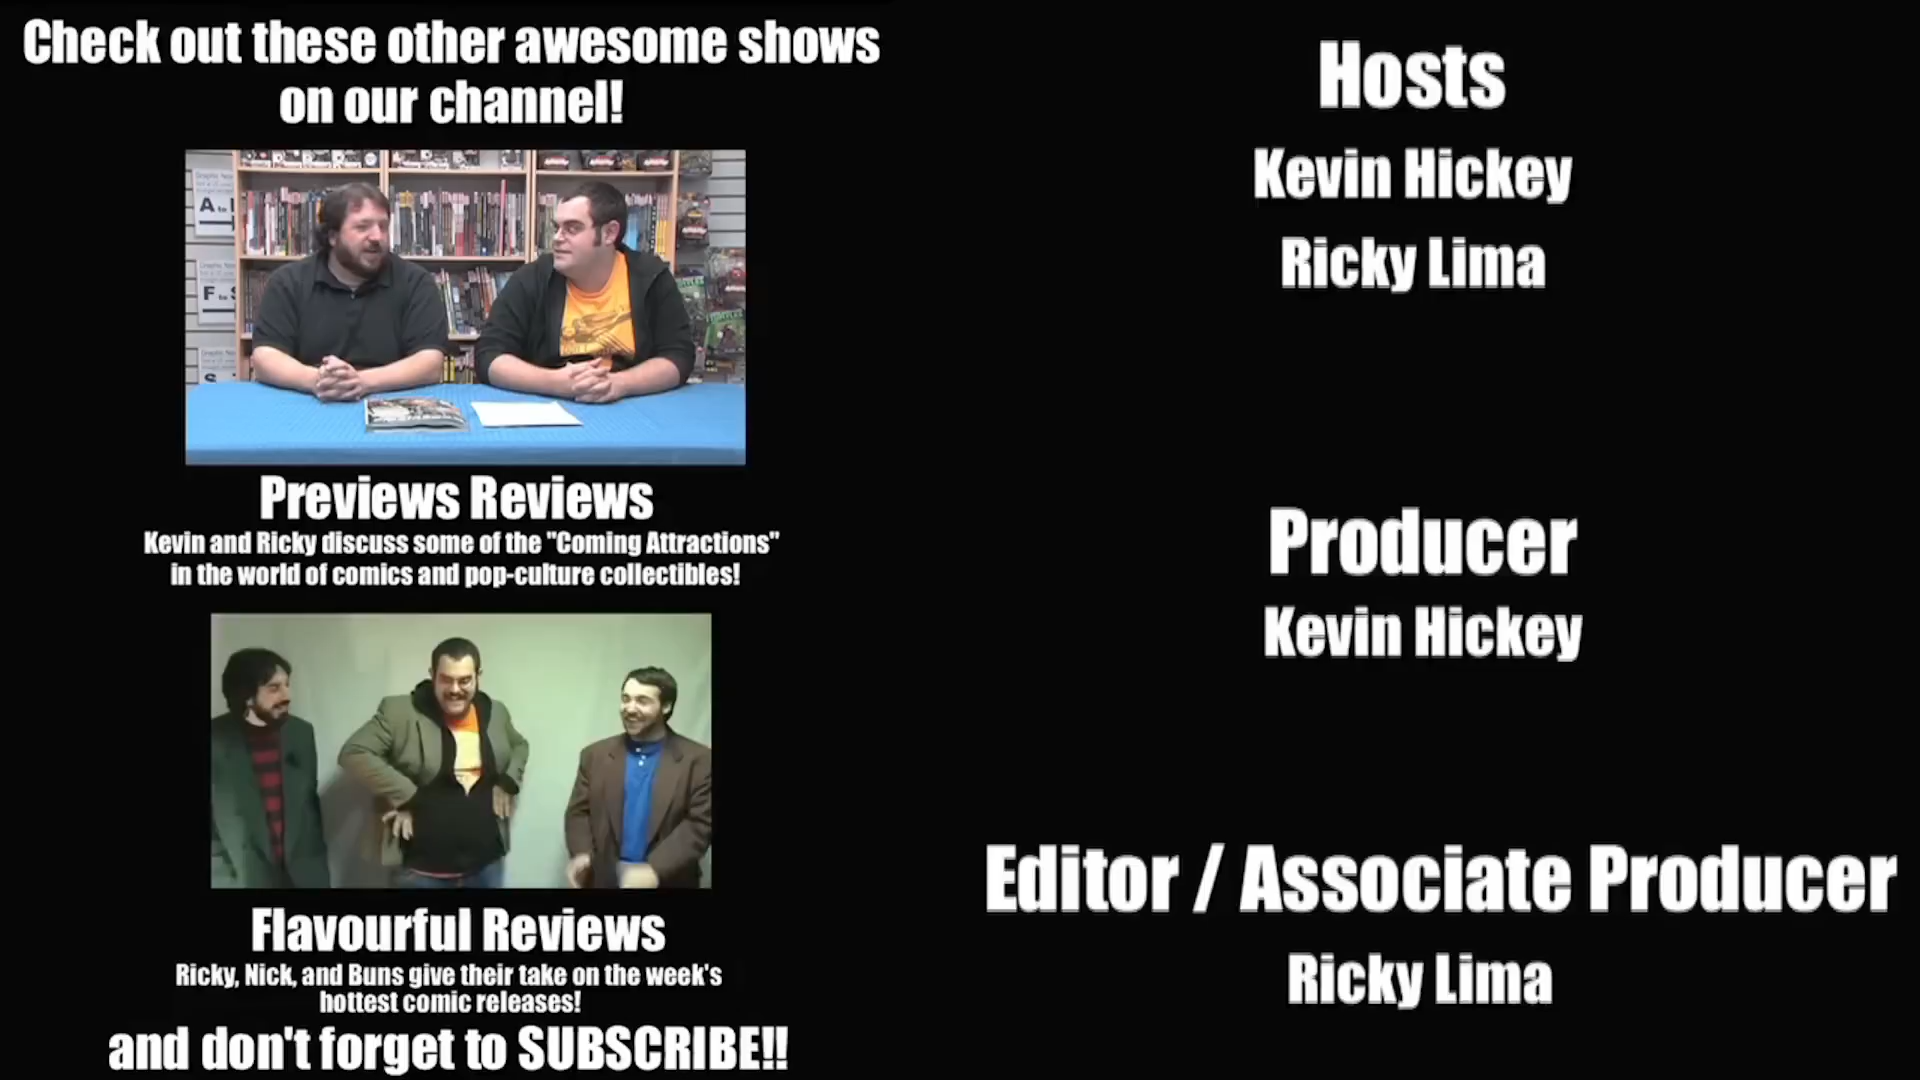 Check out these other awesome shows
on our channel!
A to
F to
S
Previews Reviews
Kevin and Ricky discuss some of the "Coming Attractions"
in the world of comics and pop-culture collectibles!
Flavourful Reviews
Ricky, Nick, and Buns give their take on the week's
hottest comic releases!
and don't forget to SUBSCRIBE!!
Hosts
Kevin Hickey
Ricky Lima
Producer
Kevin Hickey
Editor / Associate Producer
Ricky Lima